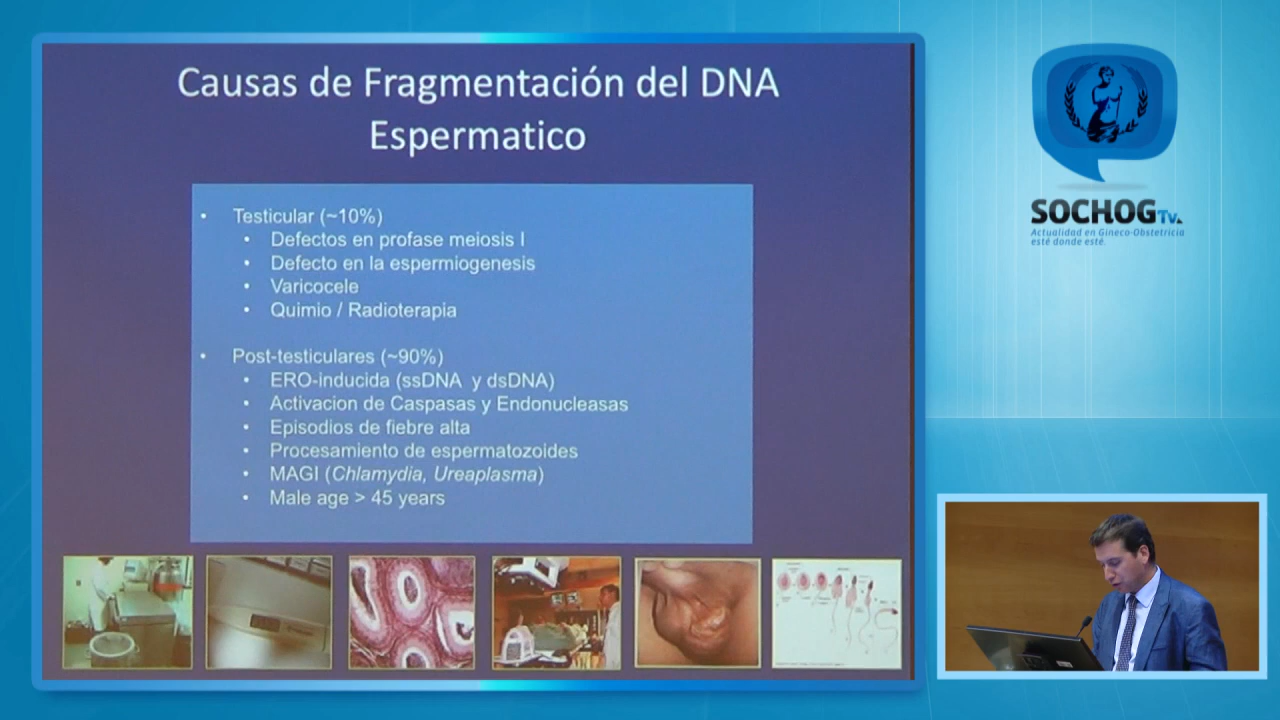 Causas de Fragmentación del DNA
Espermatico
• Testicular (~10%)
• Defectos en profase meiosis I
• Defecto en la espermiogenesis
• Varicocele
• Quimio / Radioterapia
• Post-testiculares (~90%)
• ERO-inducida (ssDNA y dsDNA)
• Activacion de Caspasas y Endonucleasas
• Episodios de fiebre alta
• Procesamiento de espermatozoides
• MAGI (Chlamydia, Ureaplasma)
• Male age > 45 years
SOCHOG Tv.
Actualidad en Gineco-Obstetricia
esté donde esté.